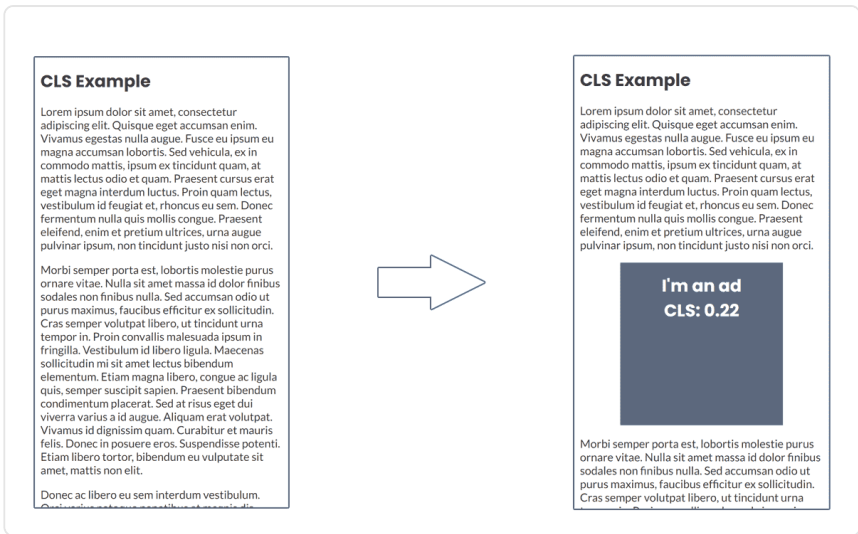 CLS Example
Lorem ipsum dolor sit amet, consectetur
adipiscing elit. Quisque eget accumsan enim.
Vivamus egestas nulla augue. Fusce eu ipsum eu
magna accumsan lobortis. Sed vehicula, ex in
commodo mattis, ipsum ex tincidunt quam, at
mattis lectus odio et quam. Praesent cursus erat
eget magna interdum luctus. Proin quam lectus,
vestibulum id feugiat et, rhoncus eu sem. Donec
fermentum nulla quis mollis congue. Praesent
eleifend, enim et pretium ultrices, urna augue
pulvinar ipsum, non tincidunt justo nisi non orci.
Morbi semper porta est, lobortis molestie purus
ornare vitae. Nulla sit amet massa id dolor finibus
sodales non finibus nulla. Sed accumsan odio ut
purus maximus, faucibus efficitur ex sollicitudin.
Cras semper volutpat libero, ut tincidunt urna
tempor in. Proin convallis malesuada ipsum in
fringilla. Vestibulum id libero ligula. Maecenas
sollicitudin mi sit amet lectus bibendum
elementum. Etiam magna libero, congue ac ligula
quis, semper suscipit sapien. Praesent bibendum
condimentum placerat. Sed at risus eget dui
viverra varius a id augue. Aliquam erat volutpat.
Vivamus id dignissim quam. Curabitur et mauris
felis. Donec in posuere eros. Suspendisse potenti.
Etiam libero tortor, bibendum eu vulputate sit
amet, mattis non elit.
Donec ac libero eu sem interdum vestibulum.
CLS Example
Lorem ipsum dolor sit amet, consectetur
adipiscing elit. Quisque eget accumsan enim.
Vivamus egestas nulla augue. Fusce eu ipsum eu
magna accumsan lobortis. Sed vehicula, ex in
commodo mattis, ipsum ex tincidunt quam, at
mattis lectus odio et quam. Praesent cursus erat
eget magna interdum luctus. Proin quam lectus,
vestibulum id feugiat et, rhoncus eu sem. Donec
fermentum nulla quis mollis congue. Praesent
eleifend, enim et pretium ultrices, urna augue
pulvinar ipsum, non tincidunt justo nisi non orci.
I'm an ad
CLS: 0.22
Morbi semper porta est, lobortis molestie purus
ornare vitae. Nulla sit amet massa id dolor finibus
sodales non finibus nulla. Sed accumsan odio ut
purus maximus, faucibus efficitur ex sollicitudin.
Cras semper volutpat libero, ut tincidunt urna